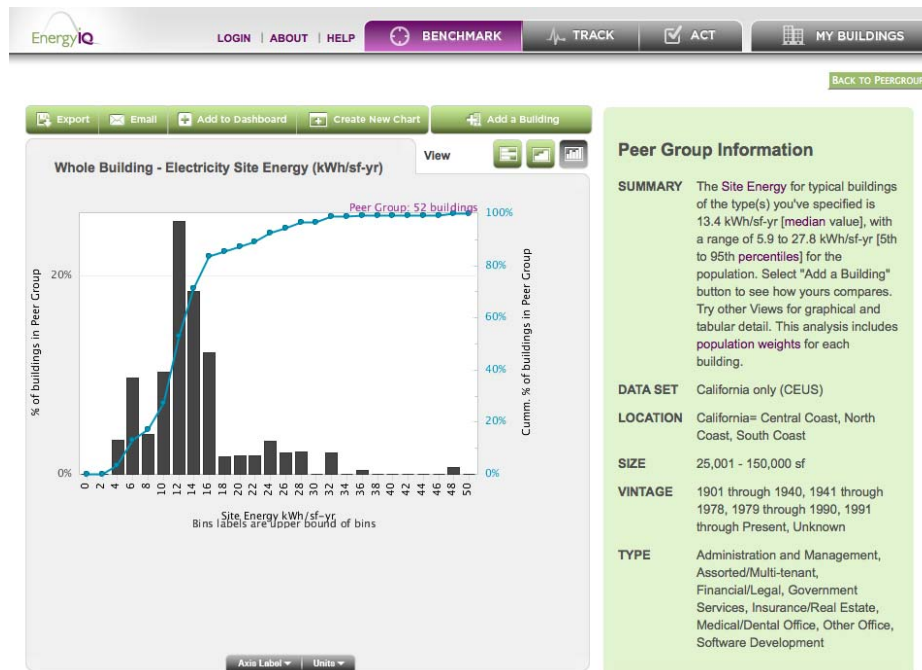 EnergyIQ
LOGIN | ABOUT | HELP
BENCHMARK
TRACK
ACT
MY BUILDINGS
BACK TO PEERGROUP
Export
Email
Add to Dashboard
Create New Chart
Add a Building
Whole Building - Electricity Site Energy (kWh/sf-yr)
View
Peer Group: 52 buildings
% of buildings in Peer Group
20%
0%
100%
80%
60%
40%
20%
0%
Cumm. % of buildings in Peer Group
0 2 4 6 8 10 12 14 16 18 20 22 24 26 28 30 32 34 36 38 40 42 44 46 48 50
Site Energy kWh/sf-yr
Bins labels are upper bound of bins
Axis Label
Units
Peer Group Information
SUMMARY
The Site Energy for typical buildings
of the type(s) you've specified is
13.4 kWh/sf-yr [median value], with
a range of 5.9 to 27.8 kWh/sf-yr [5th
to 95th percentiles] for the
population. Select "Add a Building"
button to see how yours compares.
Try other Views for graphical and
tabular detail. This analysis includes
population weights for each
building.
DATA SET
California only (CEUS)
LOCATION
California= Central Coast, North
Coast, South Coast
SIZE
25,001 - 150,000 sf
VINTAGE
1901 through 1940, 1941 through
1978, 1979 through 1990, 1991
through Present, Unknown
TYPE
Administration and Management,
Assorted/Multi-tenant,
Financial/Legal, Government
Services, Insurance/Real Estate,
Medical/Dental Office, Other Office,
Software Development